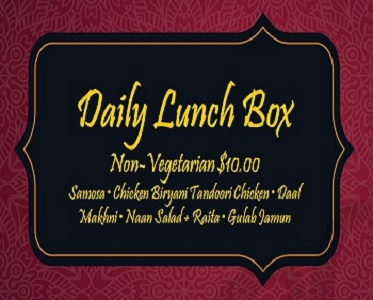 Daily Lunch Box
Non-Vegetarian $10.00
Samosa • Chicken Biryani Tandoori Chicken • Daal
Makhni • Naan Salad + Raita • Gulab Jamun